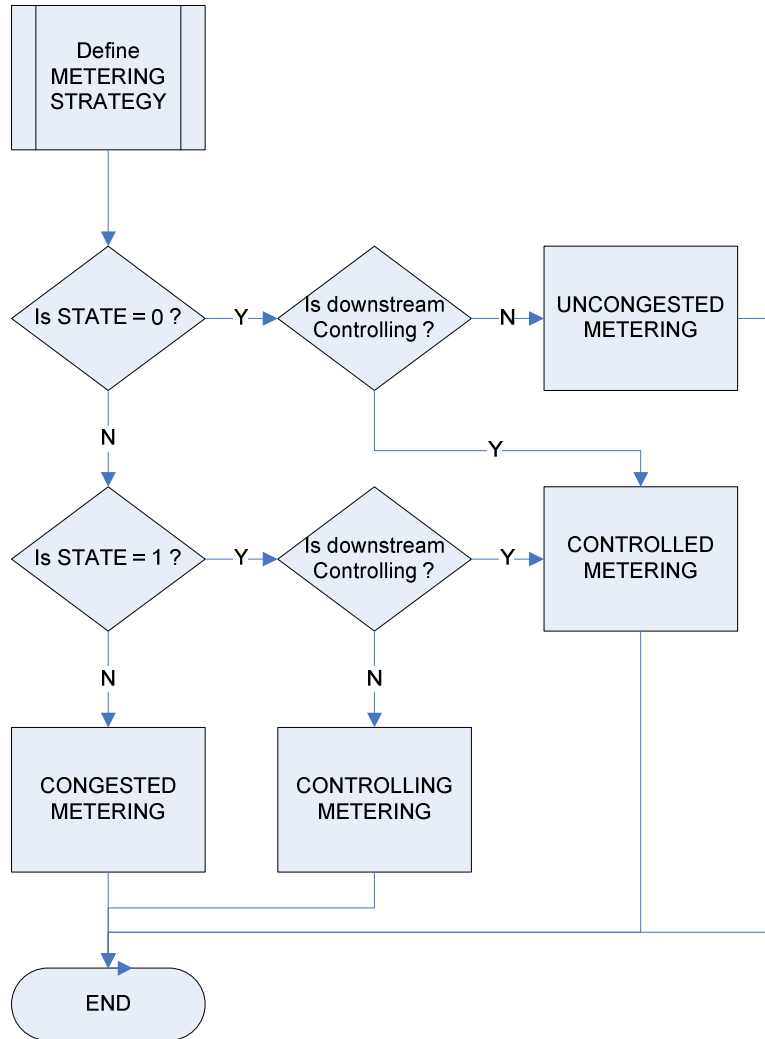 Define
METERING
STRATEGY
Is STATE = 0 ?
Y
Is downstream
Controlling ?
N
UNCONGESTED
METERING
N
Y
Is STATE = 1 ?
Y
Is downstream
Controlling ?
Y
CONTROLLED
METERING
N
N
CONGESTED
METERING
CONTROLLING
METERING
END